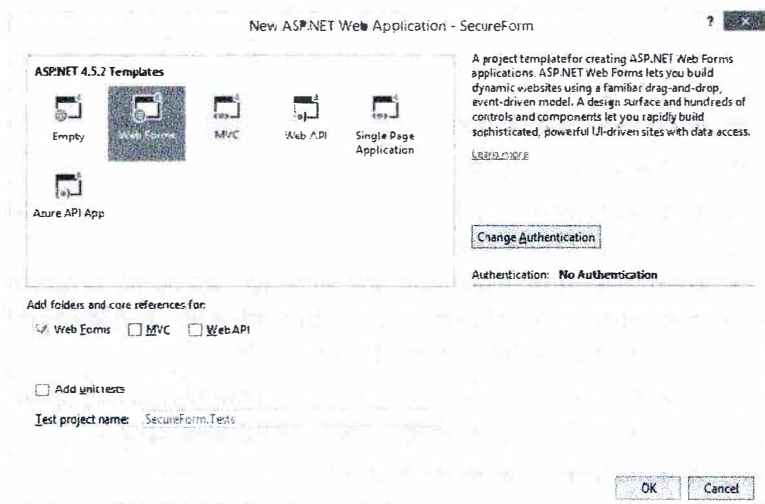 New ASP.NET Web Application - SecureForm
?
ASP.NET 4.5.2 Templates
Empty
Web Forms
MVC
Web API
Single Page
Application
Azure API App
A project template for creating ASP.NET Web Forms
applications. ASP.NET Web Forms lets you build
dynamic websites using a familiar drag-and-drop,
event-driven model. A design surface and hundreds of
controls and components let you rapidly build
sophisticated, powerful UI-driven sites with data access.
Learn more
Change Authentication
Authentication: No Authentication
Add folders and core references for:
Web Forms MVC Web API
Add unit tests
Test project name: SecureForm.Tests
OK Cancel